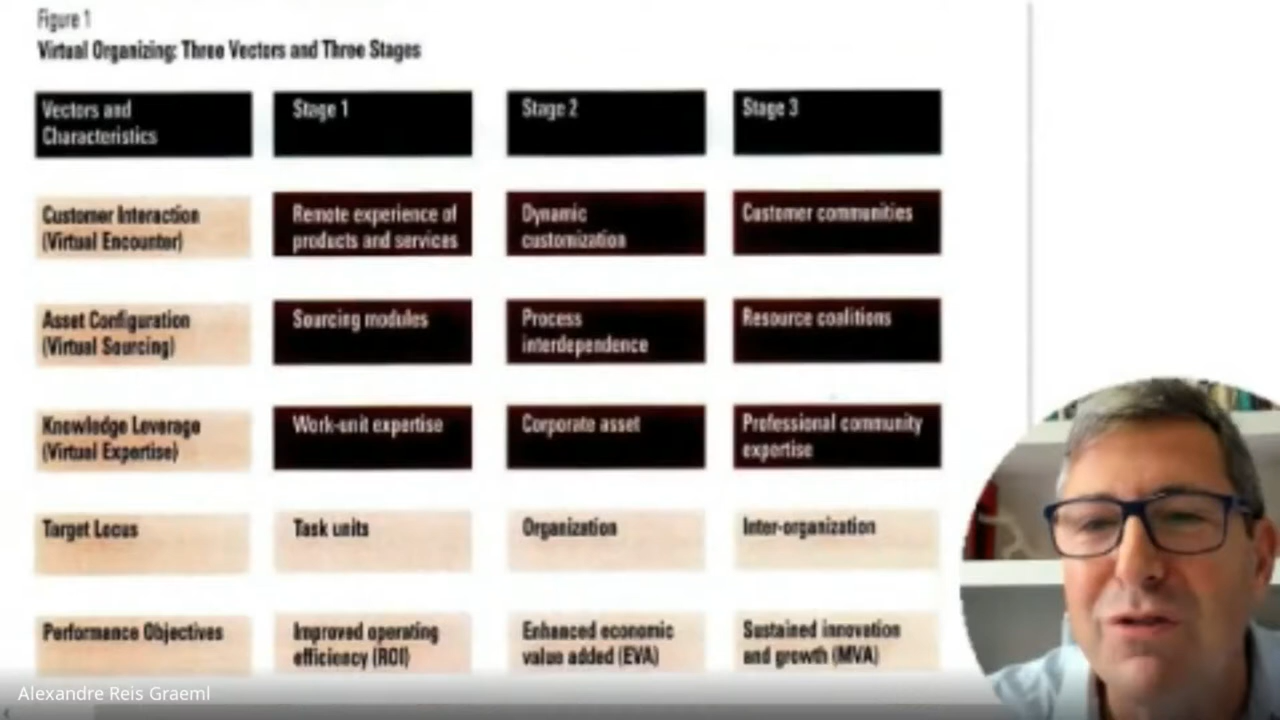 Figure 1
Virtual Organizing: Three Vectors and Three Stages
Vectors and
Characteristics
Stage 1
Stage 2
Stage 3
Customer Interaction
(Virtual Encounter)
Remote experience of
products and services
Dynamic
customization
Customer communities
Asset Configuration
(Virtual Sourcing)
Sourcing modules
Process
interdependence
Resource coalitions
Knowledge Leverage
(Virtual Expertise)
Work-unit expertise
Corporate asset
Professional community
expertise
Target Locus
Task units
Organization
Inter-organization
Performance Objectives
Improved operating
efficiency (ROI)
Enhanced economic
value added (EVA)
Sustained innovation
and growth (MVA)
Alexandre Reis Graeml